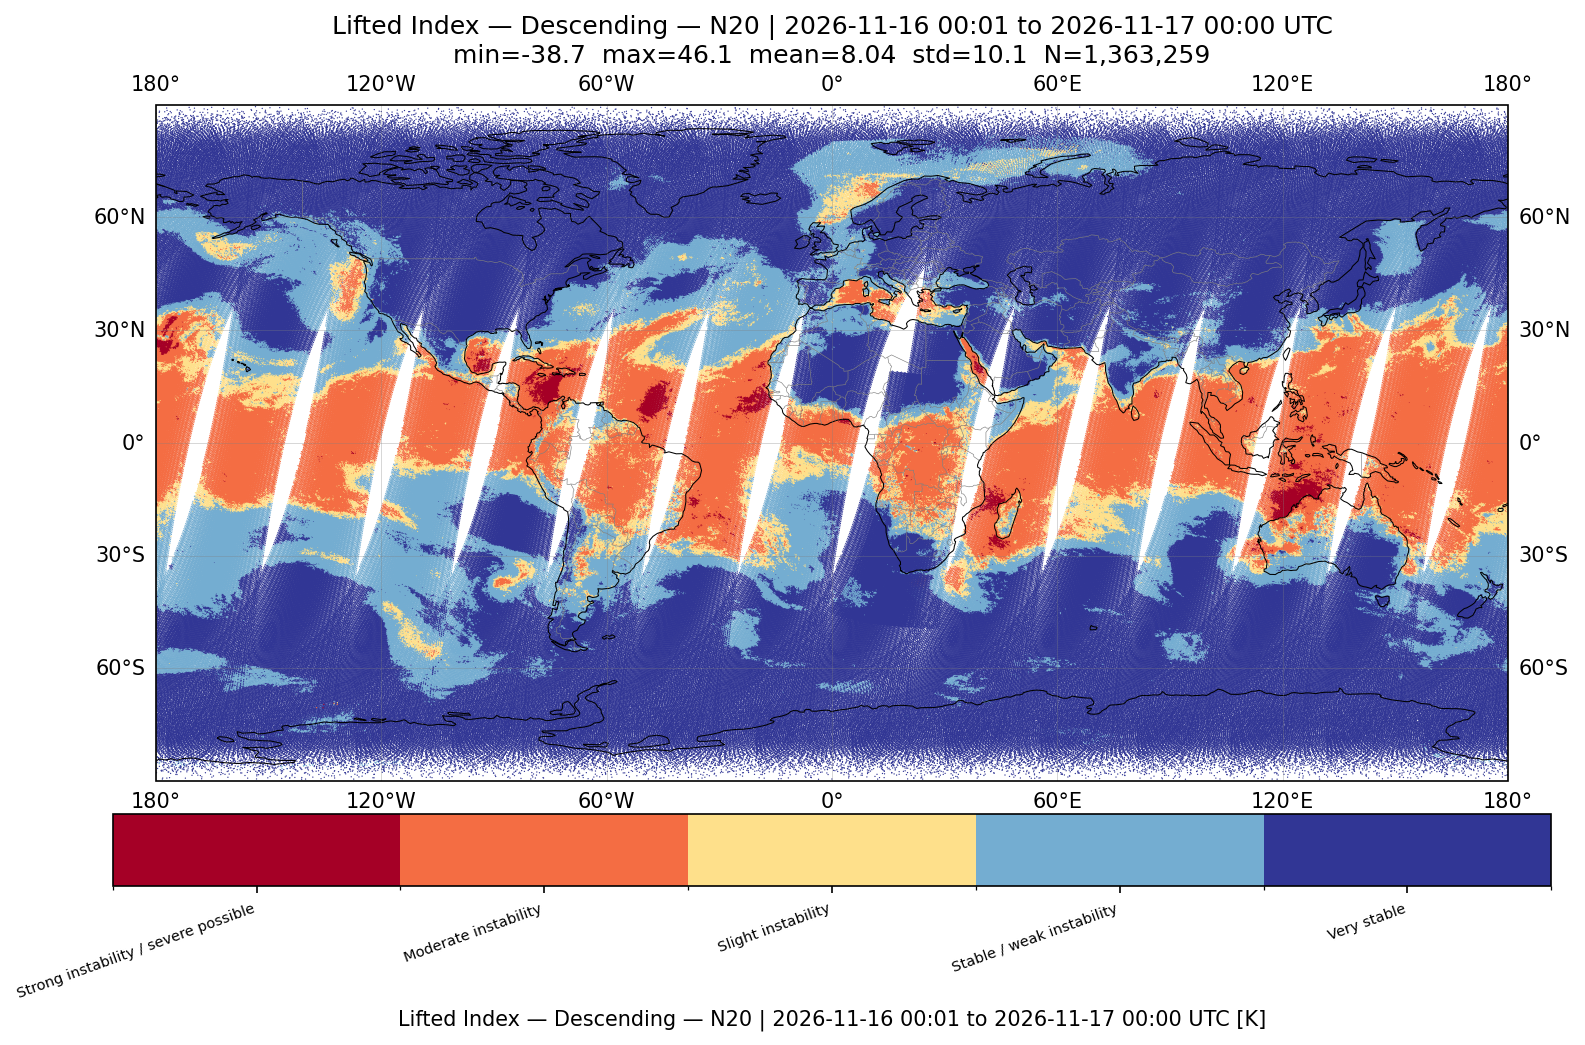 Lifted Index — Descending — N20 | 2026-11-16 00:01 to 2026-11-17 00:00 UTC
min=-38.7  max=46.1  mean=8.04  std=10.1  N=1,363,259
180° 120°W 60°W 0° 60°E 120°E 180°
60°N 60°N
30°N 30°N
0° 0°
30°S 30°S
60°S 60°S
180° 120°W 60°W 0° 60°E 120°E 180°
Strong instability / severe possible
Moderate instability
Slight instability
Stable / weak instability
Very stable
Lifted Index — Descending — N20 | 2026-11-16 00:01 to 2026-11-17 00:00 UTC [K]